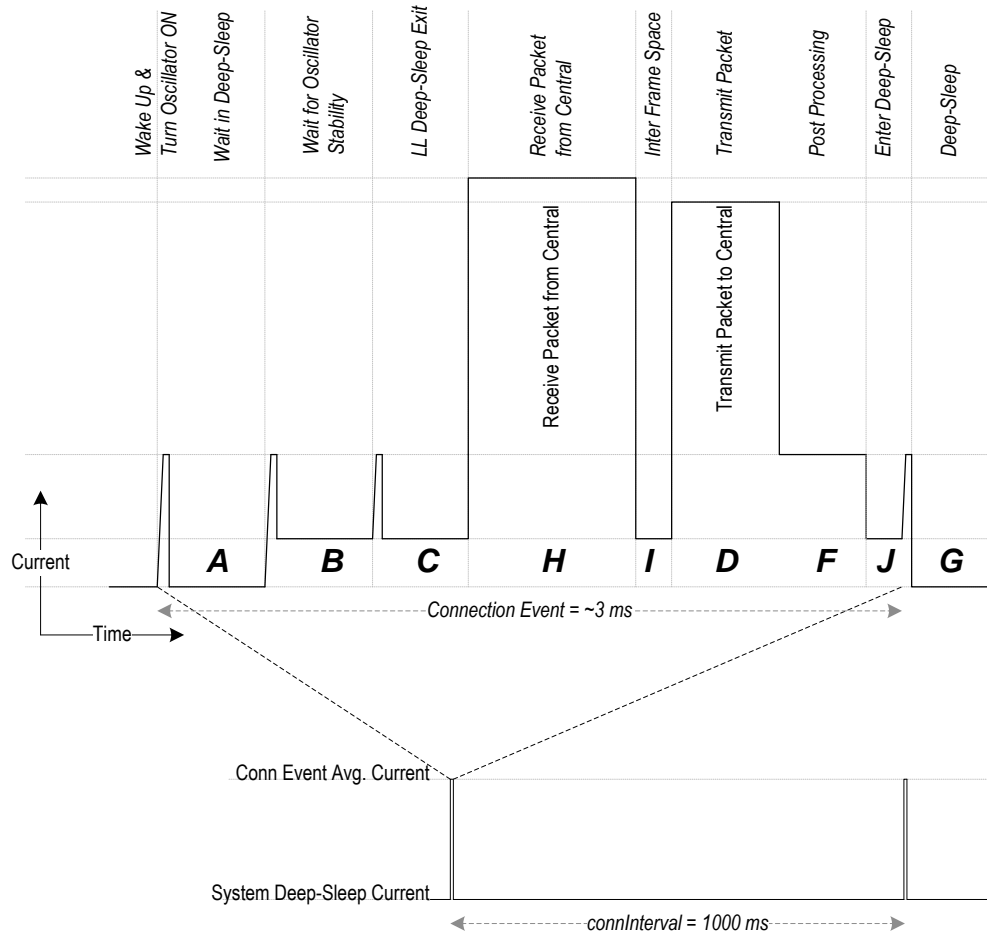 Wake Up &
Turn Oscillator ON
Wait in Deep-Sleep
Wait for Oscillator
Stability
LL Deep-Sleep Exit
Receive Packet
from Central
Inter Frame Space
Transmit Packet
Post Processing
Enter Deep-Sleep
Deep-Sleep
Receive Packet from Central
Transmit Packet to Central
Current
A
B
C
H
I
D
F
J
G
Connection Event = ~3 ms
Time
Conn Event Avg. Current
System Deep-Sleep Current
connInterval = 1000 ms